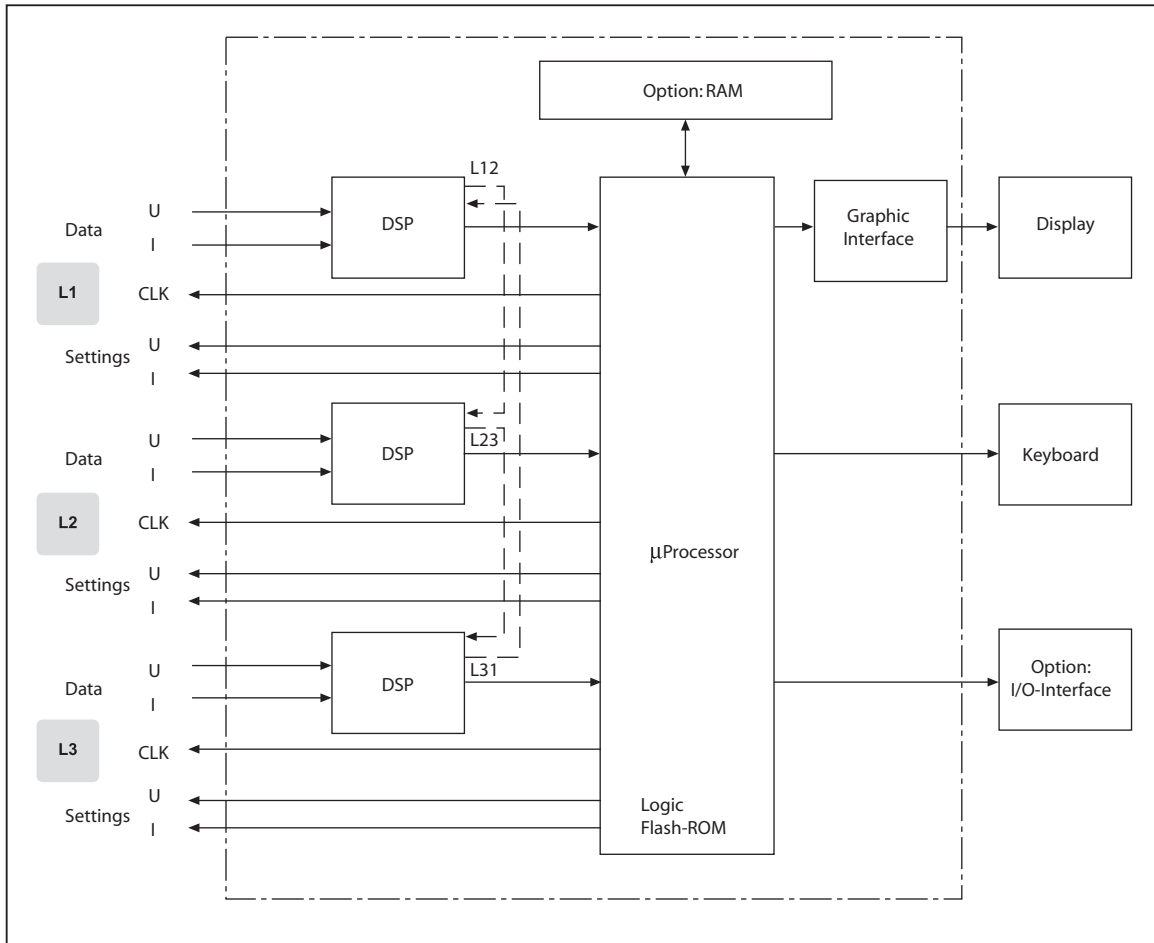 Option: RAM
L12
U
Data
I
DSP
Graphic
Interface
Display
L1
CLK
U
Settings
I
U
Data
I
DSP
L23
Keyboard
L2
CLK
μProcessor
U
Settings
I
U
Data
I
DSP
L31
Option:
I/O-Interface
L3
CLK
U
Settings
I
Logic
Flash-ROM